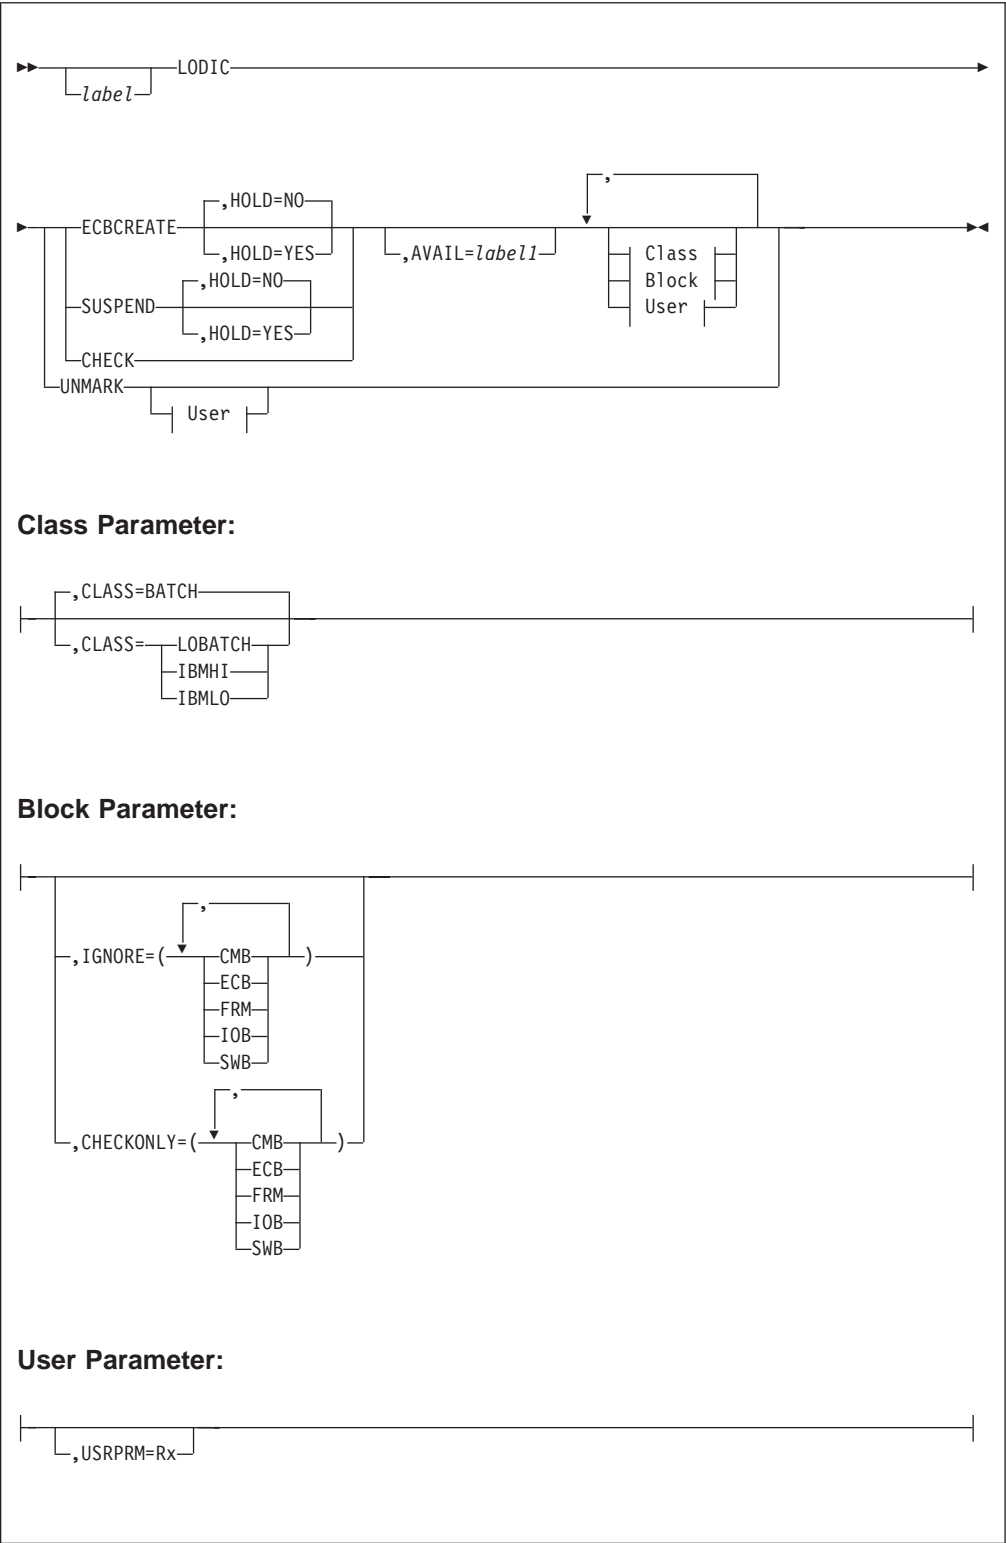 LODIC
label
,
,HOLD=NO
ECBCREATE
,HOLD=YES
,AVAIL=label1
Class
,HOLD=NO
Block
SUSPEND
User
,HOLD=YES
CHECK
UNMARK
User
Class Parameter:
,CLASS=BATCH
,CLASS= LOBATCH
IBMHI
IBMLO
Block Parameter:
,
,IGNORE=( CMB )
ECB
FRM
IOB
SWB
,
,CHECKONLY=( CMB )
ECB
FRM
IOB
SWB
User Parameter:
,USRPRM=Rx